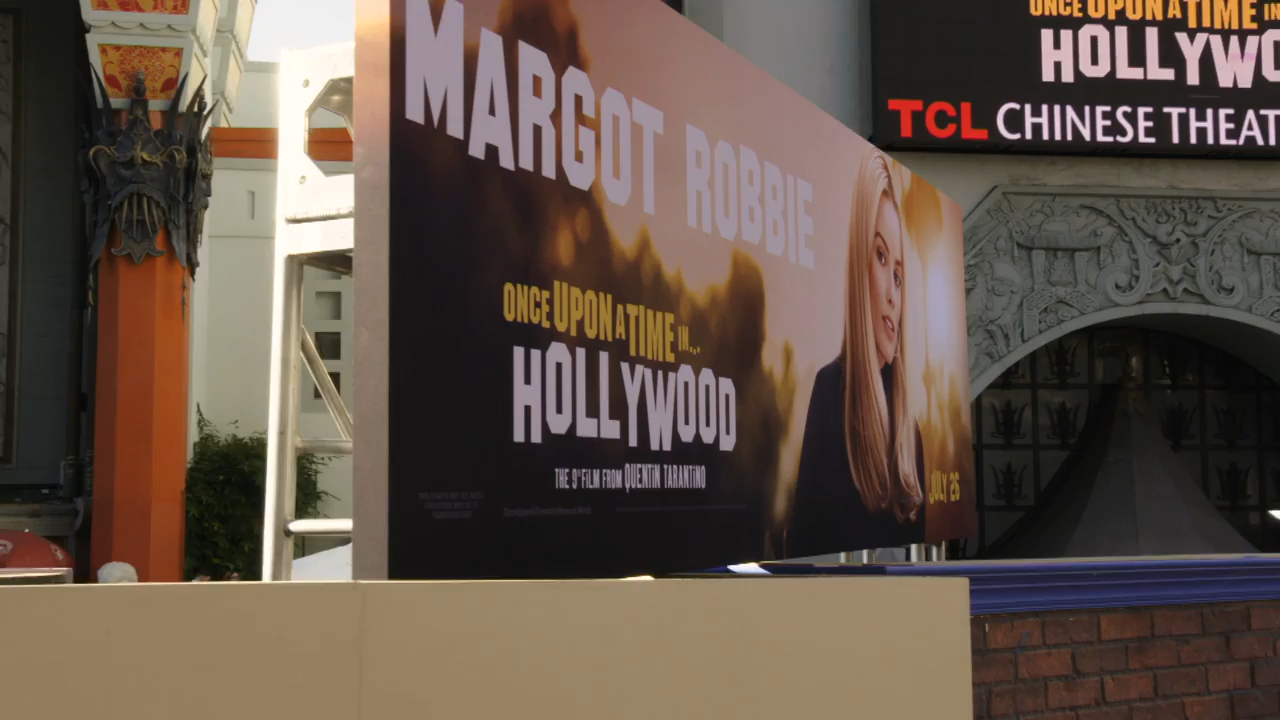 MARGOT ROBBIE
ONCE UPON A TIME IN...
HOLLYWOOD
THE 9TH FILM FROM QUENTIN TARANTINO
JULY 26
ONCE UPON A TIME IN
HOLLYWO
TCL CHINESE THEAT